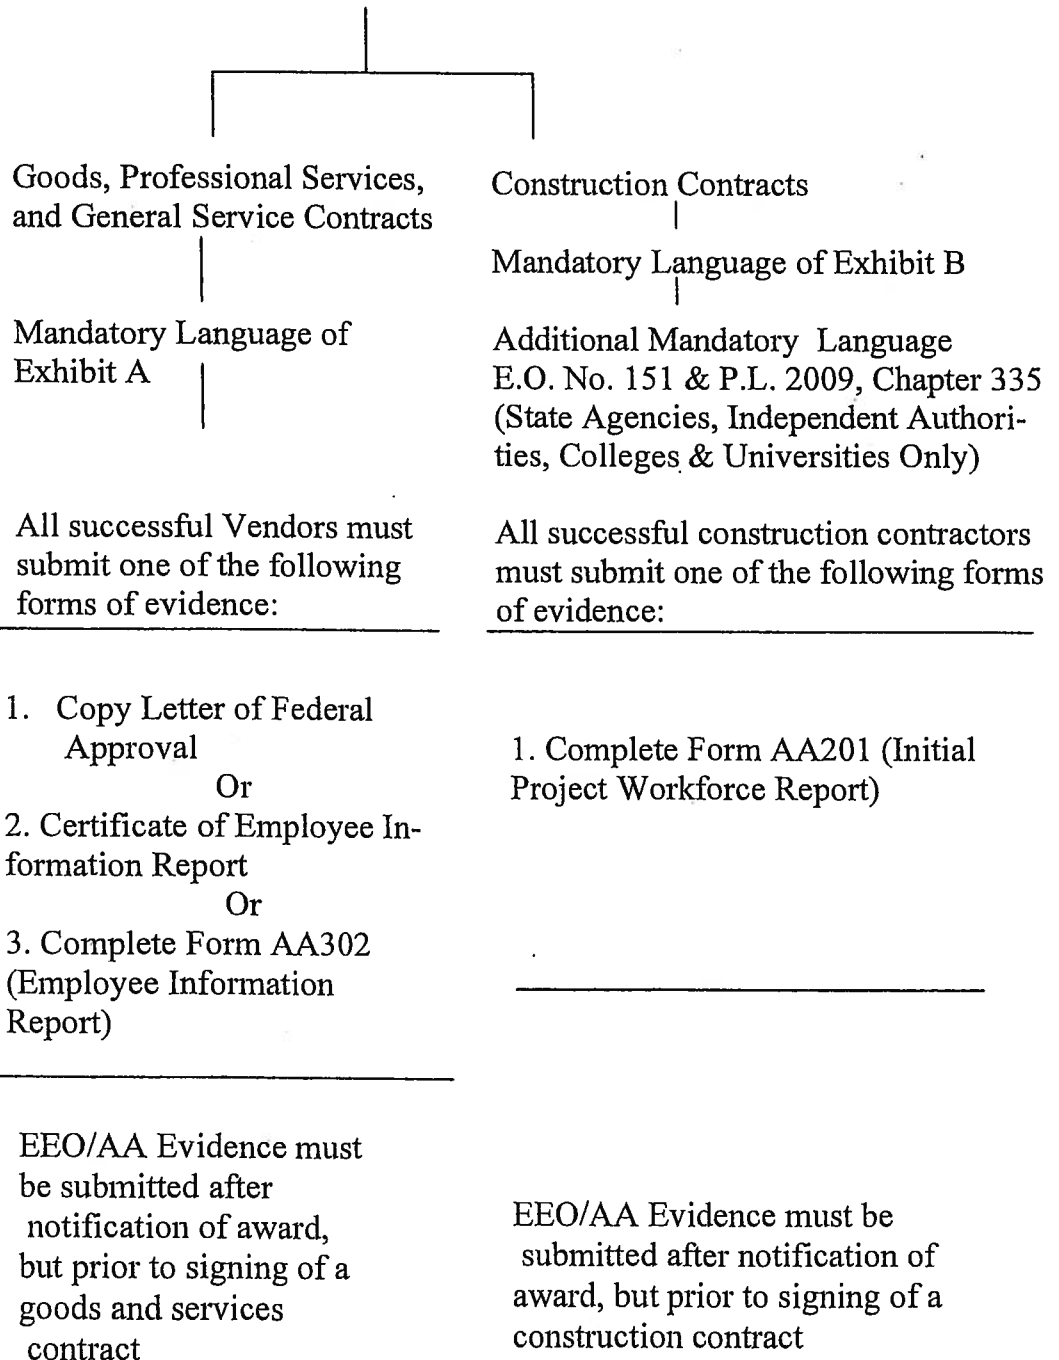 Goods, Professional Services,
and General Service Contracts
Mandatory Language of
Exhibit A
All successful Vendors must
submit one of the following
forms of evidence:
1. Copy Letter of Federal
Approval
Or
2. Certificate of Employee In-
formation Report
Or
3. Complete Form AA302
(Employee Information
Report)
EEO/AA Evidence must
be submitted after
notification of award,
but prior to signing of a
goods and services
contract
Construction Contracts
Mandatory Language of Exhibit B
Additional Mandatory Language
E.O. No. 151 & P.L. 2009, Chapter 335
(State Agencies, Independent Authori-
ties, Colleges & Universities Only)
All successful construction contractors
must submit one of the following forms
of evidence:
1. Complete Form AA201 (Initial
Project Workforce Report)
EEO/AA Evidence must be
submitted after notification of
award, but prior to signing of a
construction contract